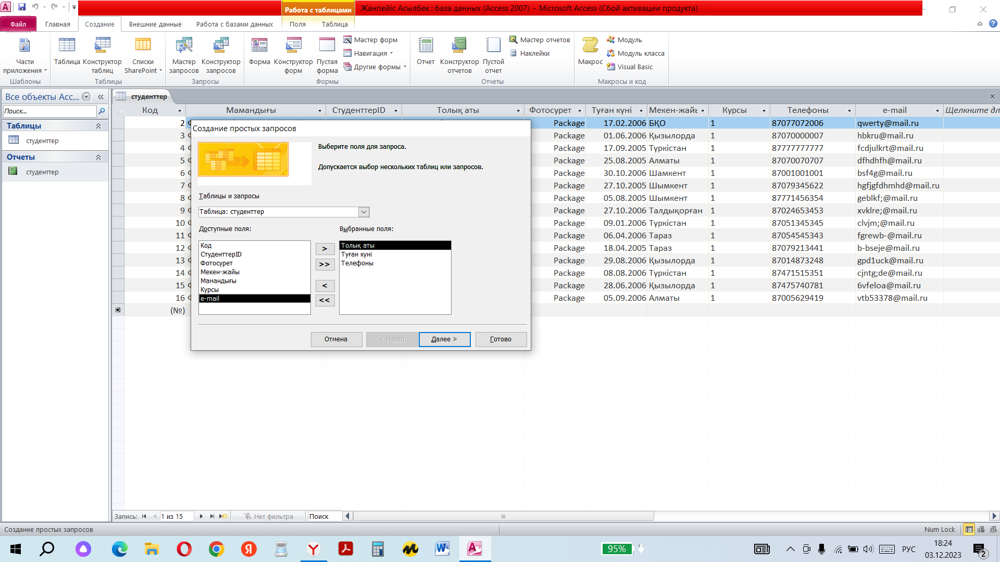 Работа с таблицами
Жанпейіс Асылбек : база данных (Access 2007) - Microsoft Access (Сбой активации продукта)
Файл Главная Создание Внешние данные Работа с базами данных Поля Таблица
Части приложения
Таблица
Конструктор таблиц
Списки SharePoint
Мастер запросов
Конструктор запросов
Форма
Конструктор форм
Пустая форма
Мастер форм
Навигация
Другие формы
Отчет
Конструктор отчетов
Пустой отчет
Мастер отчетов
Наклейки
Макрос
Модуль
Модуль класса
Visual Basic
Шаблоны Таблицы Запросы Формы Отчеты Макросы и код
Все объекты Acc...
Поиск...
Таблицы
студенттер
Отчеты
студенттер
студенттер
Код Мамандығы СтуденттерID Толық аты Фотосурет Туған күні Мекен-жайы Курсы Телефоны e-mail Щелкните дл
2 Package 17.02.2006 БҚО 1 87077072006 qwerty@mail.ru
3 Package 01.06.2006 Қызылорда 1 87070000007 hbkru@mail.ru
4 Package 17.09.2005 Түркістан 1 87777777777 fcdjulkrt@mail.ru
5 Package 25.08.2005 Алматы 1 87070070707 dfhdhfh@mail.ru
6 Package 30.10.2006 Шамкент 1 87001001001 bsf4g@mail.ru
7 Package 27.10.2005 Шымкент 1 87079345622 hgfjgfdhmhd@mail.ru
8 Package 05.08.2005 Шымкент 1 87771456354 geblkf;@mail.ru
9 Package 27.10.2006 Талдықорған 1 87024653453 xvklre;@mail.ru
10 Package 09.01.2006 Түркістан 1 87051345345 clvjm;@mail.ru
11 Package 06.04.2006 Тараз 1 87054545343 fgrewb-@mail.ru
12 Package 18.04.2005 Тараз 1 87079213441 b-bseje@mail.ru
13 Package 29.08.2006 Қызылорда 1 87014873248 gpd1uck@mail.ru
14 Package 08.08.2006 Түркістан 1 87471515351 cjntg;de@mail.ru
15 Package 28.06.2006 Қызылорда 1 87475740781 6vfeloa@mail.ru
16 Package 05.09.2006 Алматы 1 87005629419 vtb53378@mail.ru
(№)
Создание простых запросов
Выберите поля для запроса.
Допускается выбор нескольких таблиц или запросов.
Таблицы и запросы
Таблица: студенттер
Доступные поля: Выбранные поля:
Код
СтуденттерID
Фотосурет
Мекен-жайы
Мамандығы
Курсы
e-mail
>
>>
<
<<
Толық аты
Туған күні
Телефоны
Отмена < Назад Далее > Готово
Запись: 1 из 15 Нет фильтра Поиск
Создание простых запросов Num Lock
95% РУС
18:24
03.12.2023
2